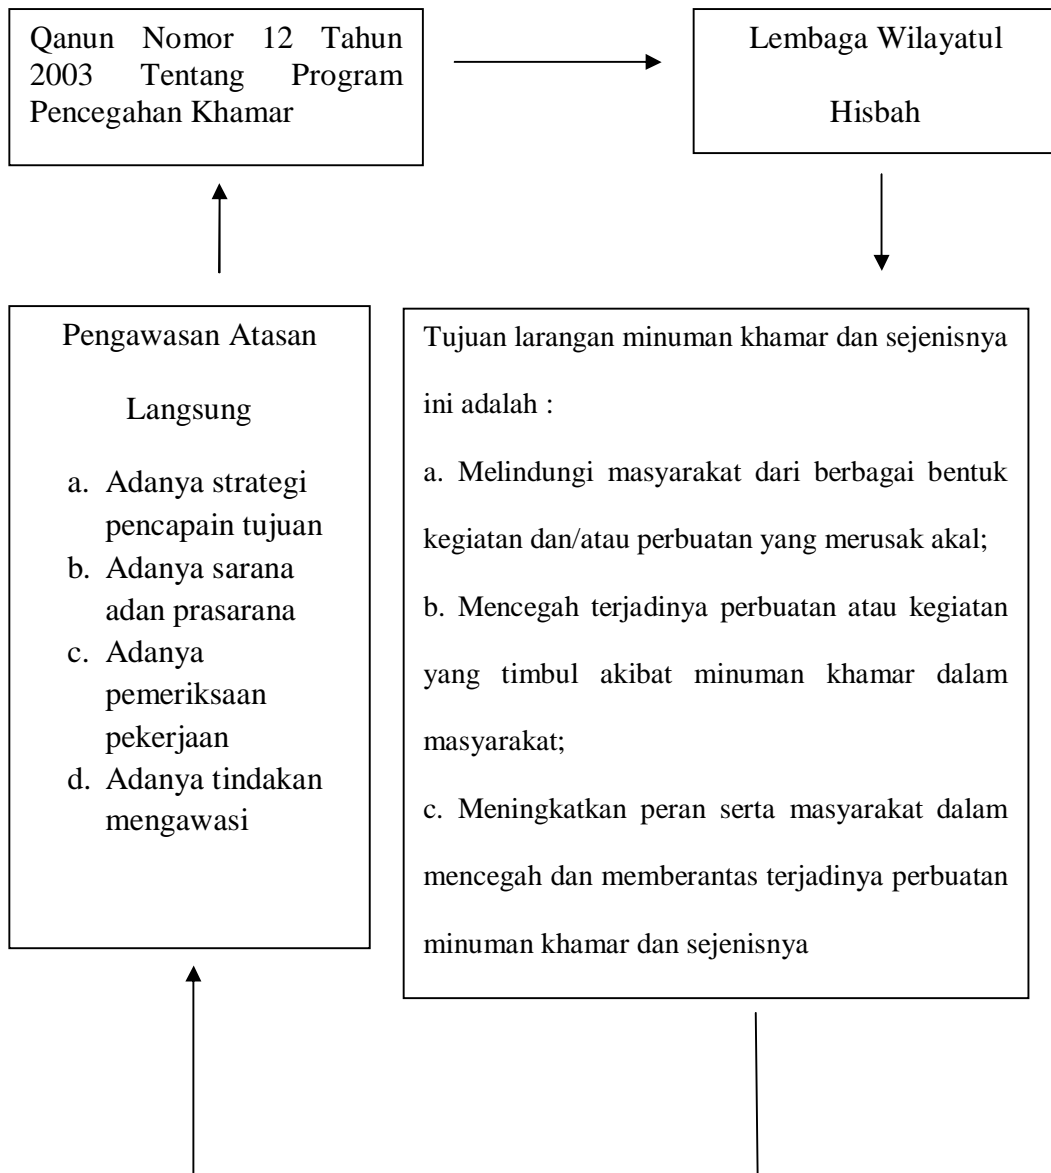 Qanun Nomor 12 Tahun
2003 Tentang Program
Pencegahan Khamar
Lembaga Wilayatul
Hisbah
Pengawasan Atasan
Langsung
a. Adanya strategi
pencapain tujuan
b. Adanya sarana
adan prasarana
c. Adanya
pemeriksaan
pekerjaan
d. Adanya tindakan
mengawasi
Tujuan larangan minuman khamar dan sejenisnya
ini adalah :
a. Melindungi masyarakat dari berbagai bentuk
kegiatan dan/atau perbuatan yang merusak akal;
b. Mencegah terjadinya perbuatan atau kegiatan
yang timbul akibat minuman khamar dalam
masyarakat;
c. Meningkatkan peran serta masyarakat dalam
mencegah dan memberantas terjadinya perbuatan
minuman khamar dan sejenisnya